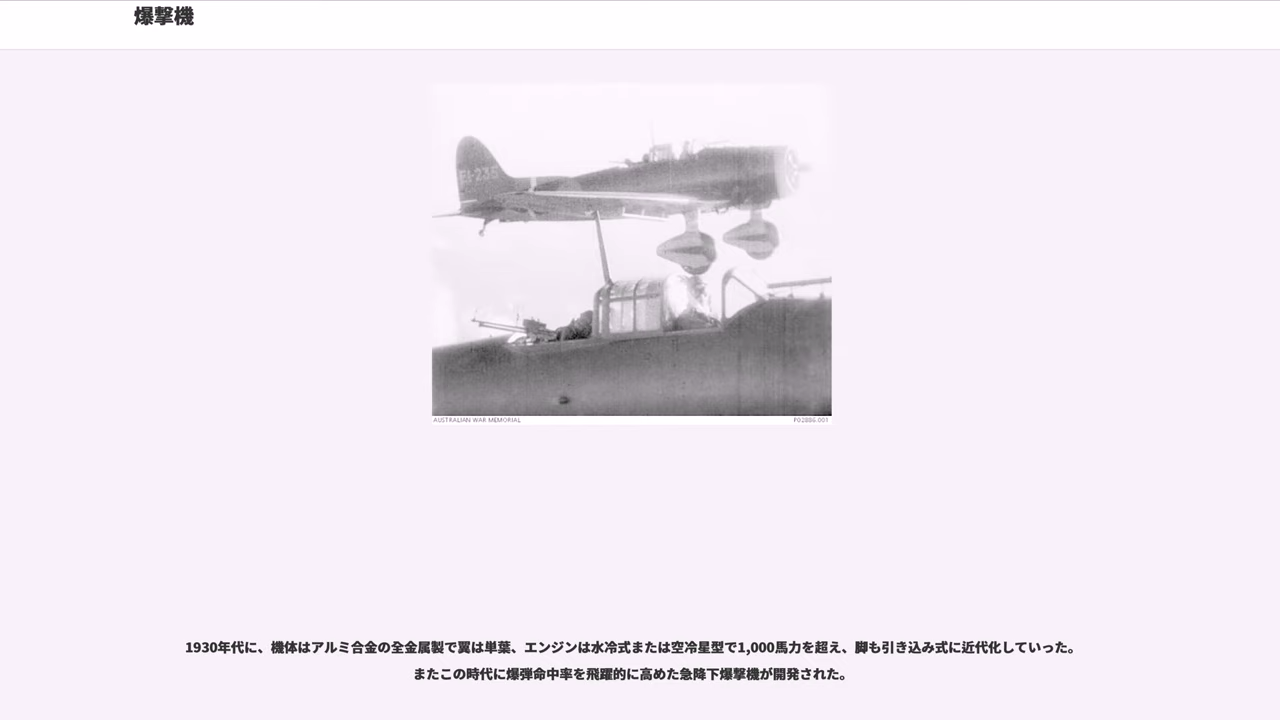 爆撃機
EI-238
AUSTRALIAN WAR MEMORIAL
P02886.001
1930年代に、機体はアルミ合金の全金属製で翼は単葉、エンジンは水冷式または空冷星型で1,000馬力を超え、脚も引き込み式に近代化していった。
またこの時代に爆弾命中率を飛躍的に高めた急降下爆撃機が開発された。